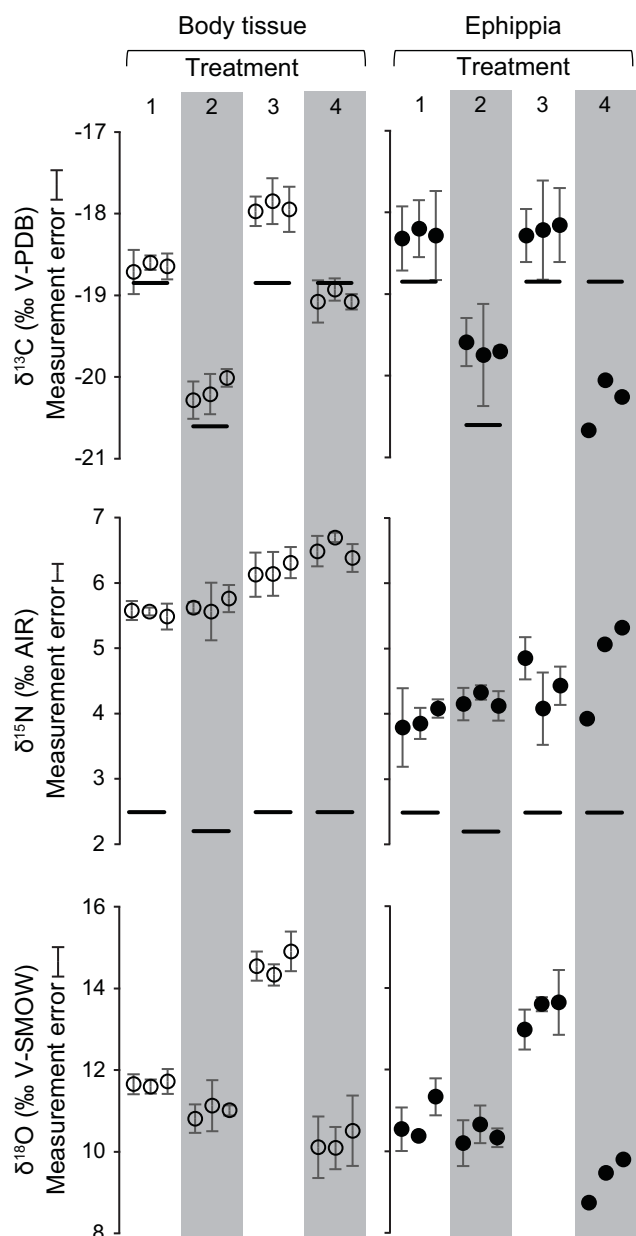 Body tissue
Ephippia
Treatment
Treatment
1 2 3 4
1 2 3 4
-17
-18
-19
-20
-21
δ¹³C (‰ V-PDB)
Measurement error
7
6
5
4
3
2
δ¹⁵N (‰ AIR)
Measurement error
16
14
12
10
8
δ¹⁸O (‰ V-SMOW)
Measurement error